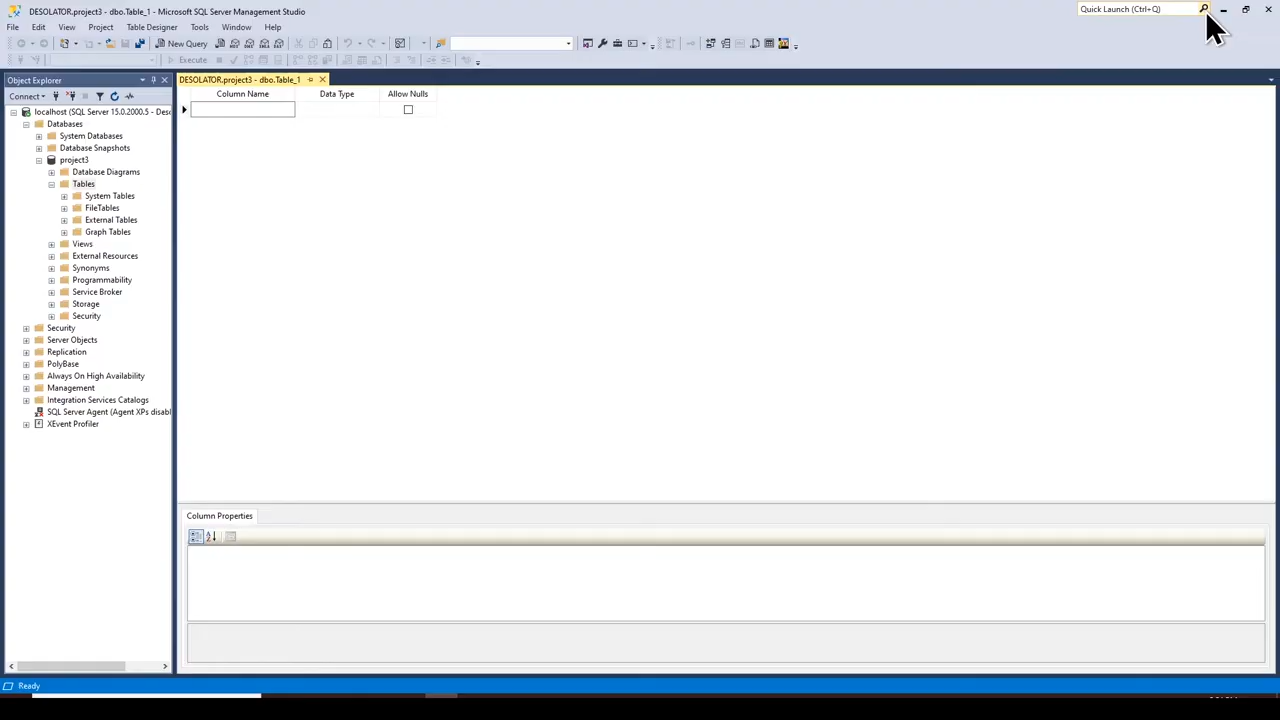 DESOLATOR.project3 - dbo.Table_1 - Microsoft SQL Server Management Studio
Quick Launch (Ctrl+Q)
File Edit View Project Table Designer Tools Window Help
New Query
Execute
Object Explorer
DESOLATOR.project3 - dbo.Table_1
Connect
Column Name Data Type Allow Nulls
localhost (SQL Server 15.0.2000.5 - Deso
Databases
System Databases
Database Snapshots
project3
Database Diagrams
Tables
System Tables
FileTables
External Tables
Graph Tables
Views
External Resources
Synonyms
Programmability
Service Broker
Storage
Security
Security
Server Objects
Replication
PolyBase
Always On High Availability
Management
Integration Services Catalogs
SQL Server Agent (Agent XPs disabl
XEvent Profiler
Column Properties
Ready